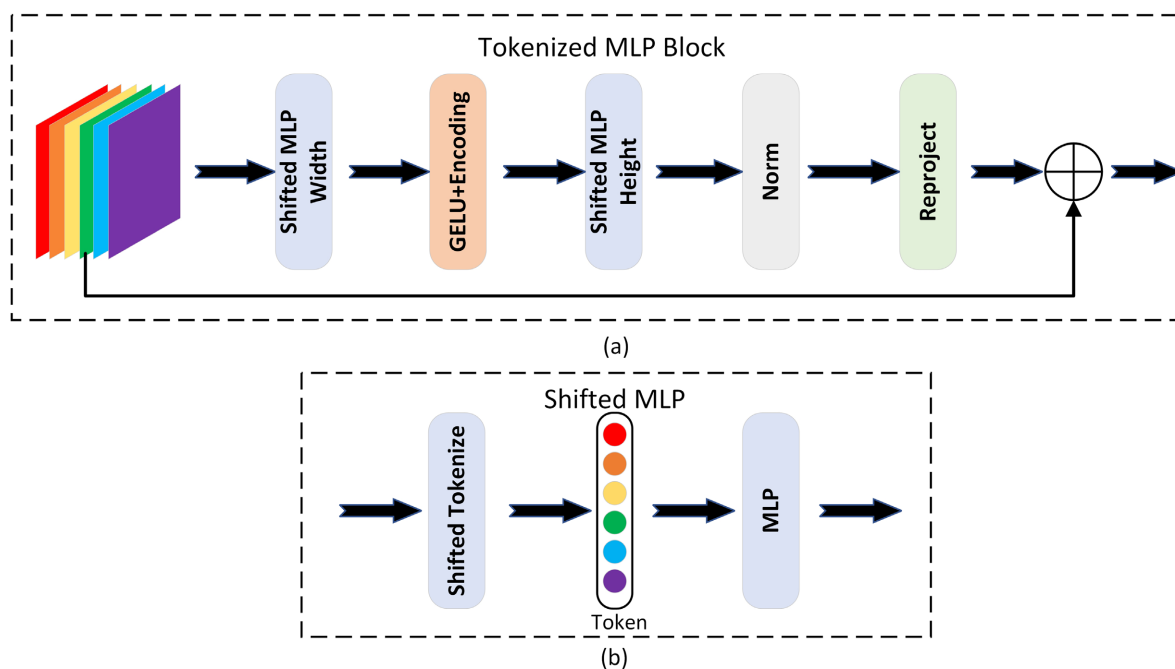 Tokenized MLP Block
Shifted MLP
Width
GELU+Encoding
Shifted MLP
Height
Norm
Reproject
(a)
Shifted MLP
Shifted Tokenize
MLP
Token
(b)